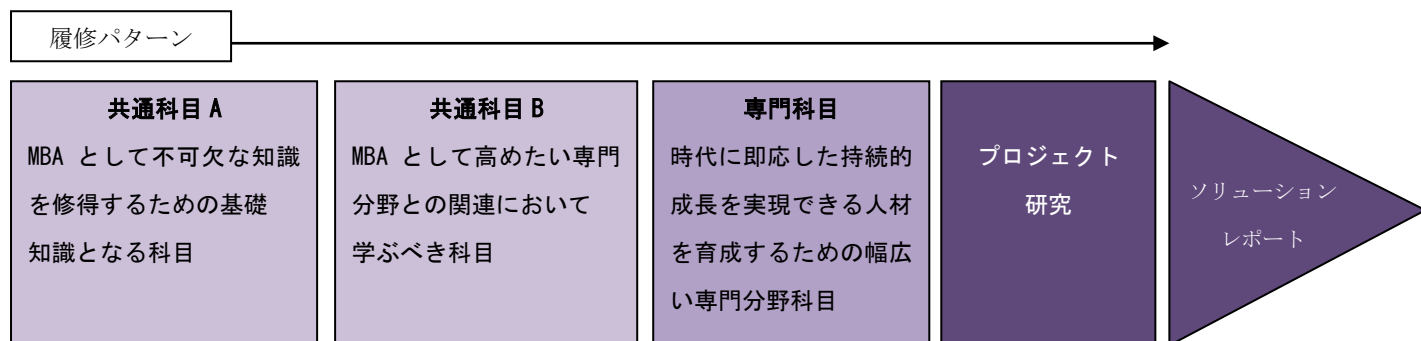 履修パターン
共通科目 A
MBA として不可欠な知識
を修得するための基礎
知識となる科目
共通科目 B
MBA として高めたい専門
分野との関連において
学ぶべき科目
専門科目
時代に即応した持続的
成長を実現できる人材
を育成するための幅広
い専門分野科目
プロジェクト
研究
ソリューション
レポート